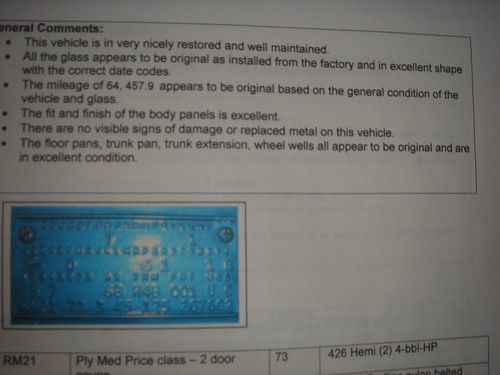 General Comments:
• This vehicle is in very nicely restored and well maintained.
• All the glass appears to be original as installed from the factory and in excellent shape
with the correct date codes.
• The mileage of 64, 457.9 appears to be original based on the general condition of the
vehicle and glass.
• The fit and finish of the body panels is excellent.
• There are no visible signs of damage or replaced metal on this vehicle.
• The floor pans, trunk pan, trunk extension, wheel wells all appear to be original and are
in excellent condition.
RM21 Ply Med Price class – 2 door 73 426 Hemi (2) 4-bbl-HP